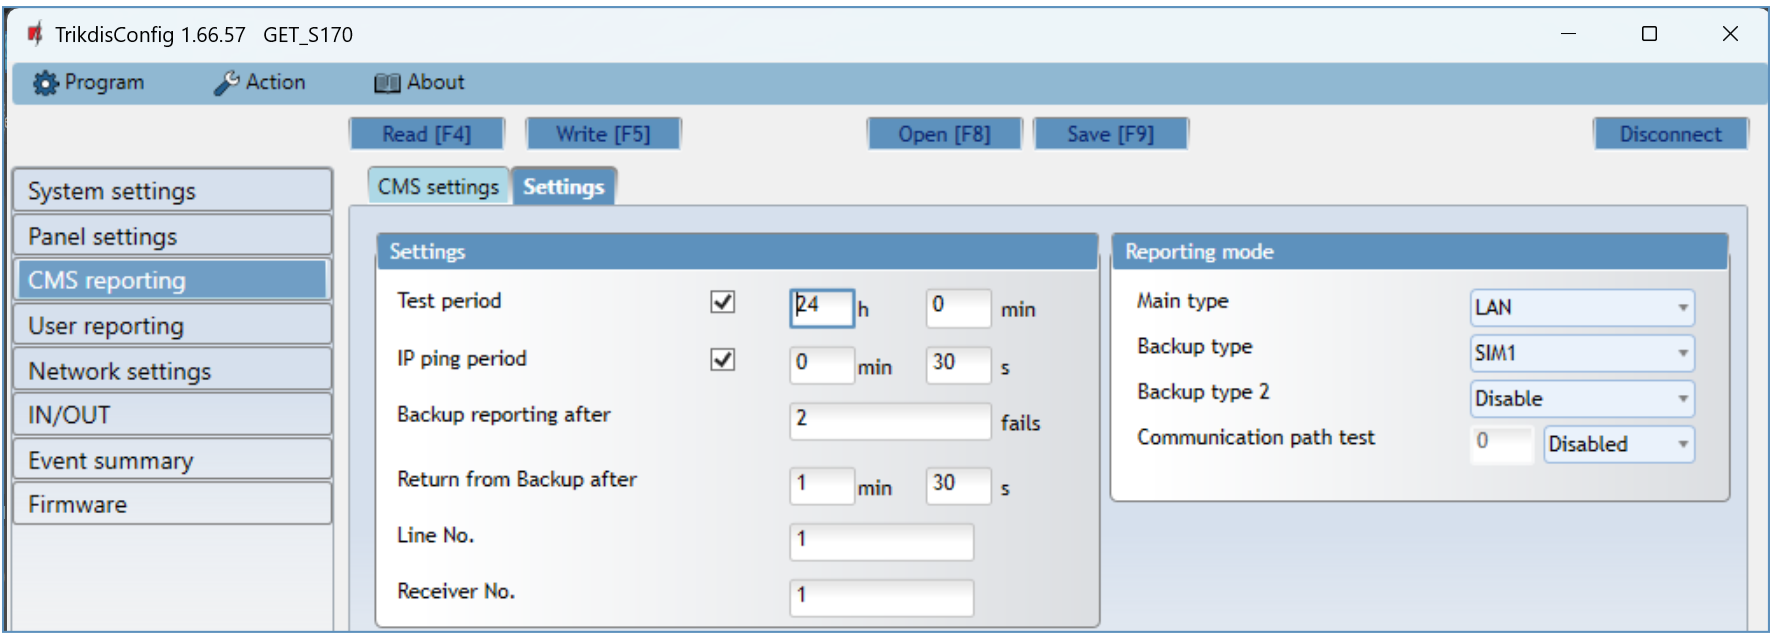 TrikdisConfig 1.66.57 GET_S170
Program Action About
Read [F4] Write [F5] Open [F8] Save [F9] Disconnect
System settings
Panel settings
CMS reporting
User reporting
Network settings
IN/OUT
Event summary
Firmware
CMS settings Settings
Settings
Test period 24 h 0 min
IP ping period 0 min 30 s
Backup reporting after 2 fails
Return from Backup after 1 min 30 s
Line No. 1
Receiver No. 1
Reporting mode
Main type LAN
Backup type SIM1
Backup type 2 Disable
Communication path test 0 Disabled